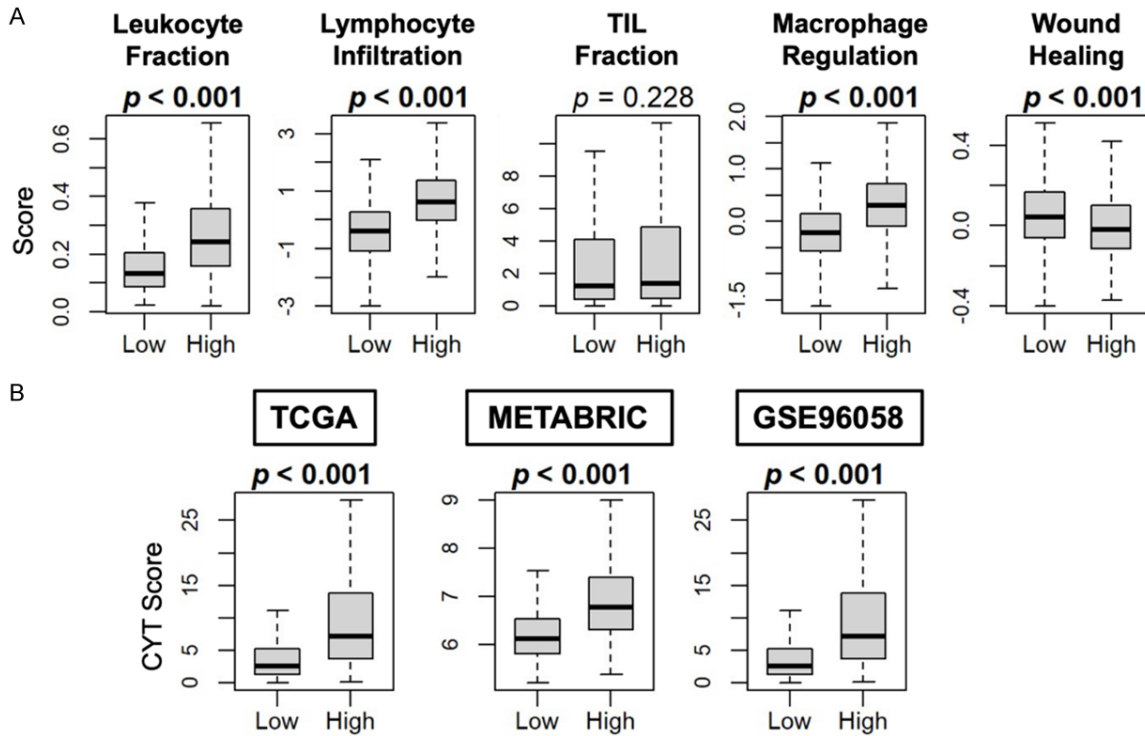 A
Leukocyte
Fraction
p < 0.001
Lymphocyte
Infiltration
p < 0.001
TIL
Fraction
p = 0.228
Macrophage
Regulation
p < 0.001
Wound
Healing
p < 0.001
Score
0.6
0.4
0.2
0.0
Low High
3
1
-1
-3
Low High
8
6
4
2
0
Low High
2.0
1.0
0.0
-1.5
Low High
0.4
0.0
-0.4
Low High
B
TCGA
METABRIC
GSE96058
p < 0.001
p < 0.001
p < 0.001
CYT Score
25
15
5
0
Low High
9
8
7
6
Low High
25
15
5
0
Low High